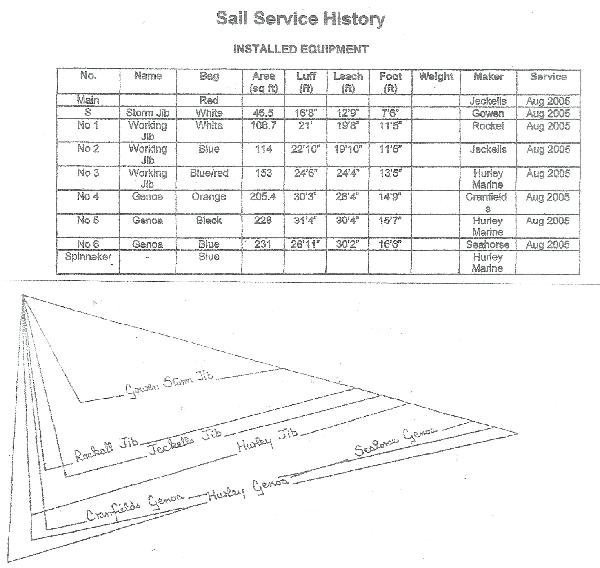 Sail Service History
INSTALLED EQUIPMENT
No. Name Bag Area (sq ft) Luff (ft) Leach (ft) Foot (ft) Weight Maker Service
Main Red Jeckells Aug 2005
S Storm Jib White 46.5 16'8" 12'9" 7'6" Gowen Aug 2005
No 1 Working Jib White 108.7 21' 19'8" 11'5" Rocket Aug 2005
No 2 Working Jib Blue 114 22'10" 19'10" 11'5" Jeckells Aug 2005
No 3 Working Jib Blue/red 153 24'6" 24'4" 13'5" Hurley Marine Aug 2005
No 4 Genoa Orange 205.4 30'3" 28'4" 14'9" Cranfields Aug 2005
No 5 Genoa Black 228 31'4" 30'4" 15'7" Hurley Marine Aug 2005
No 6 Genoa Blue 231 26'11" 30'2" 16'6" Seahorse Aug 2005
Spinnaker - Blue Hurley Marine
Gowen Storm Jib
Rockall Jib
Jeckells Jib
Hurley Jib
Genoa
Cranfields Genoa
Hurley Genoa